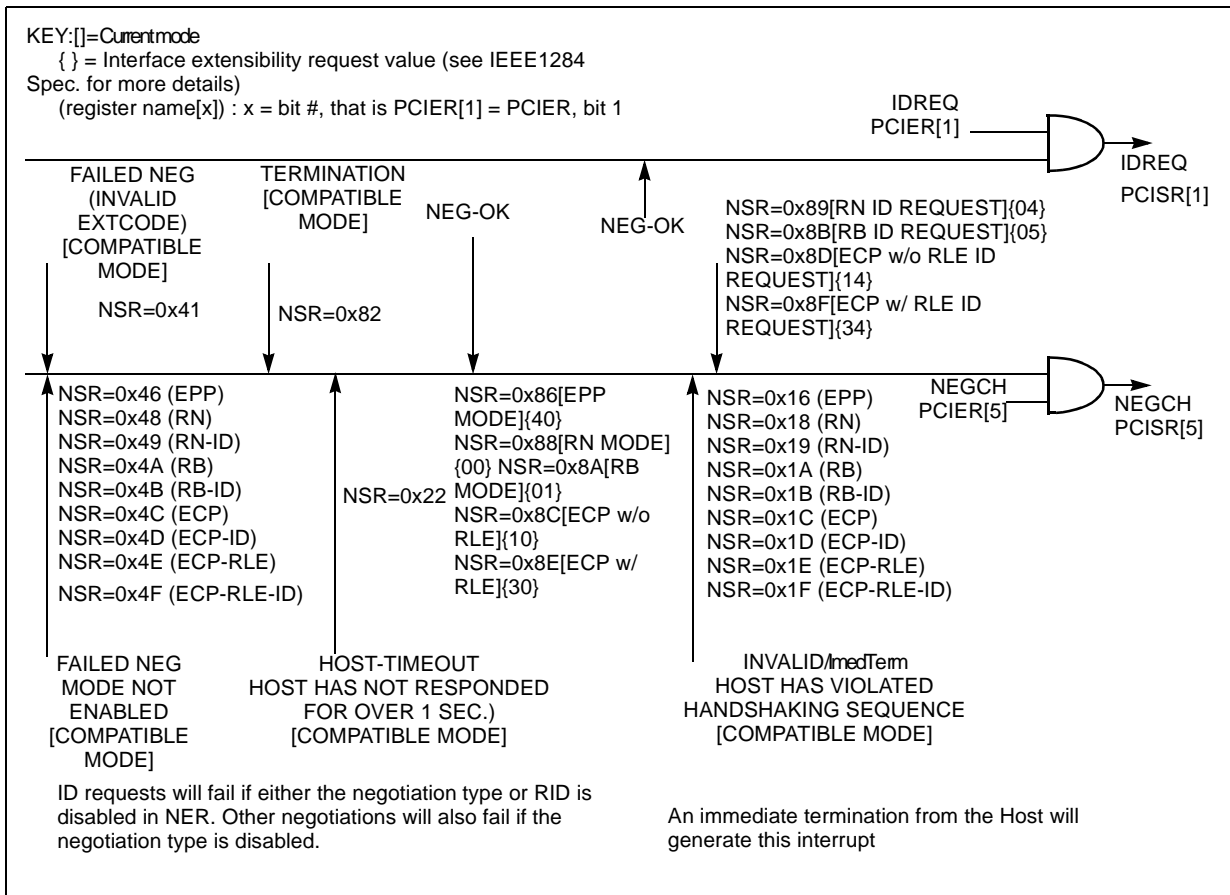 KEY:[]=Currentmode
{ } = Interface extensibility request value (see IEEE1284
Spec. for more details)
(register name[x]) : x = bit #, that is PCIER[1] = PCIER, bit 1
IDREQ
PCIER[1]
IDREQ
PCISR[1]
FAILED NEG
(INVALID
EXTCODE)
[COMPATIBLE
MODE]
NSR=0x41
TERMINATION
[COMPATIBLE
MODE]
NSR=0x82
NEG-OK
NEG-OK
NSR=0x89[RN ID REQUEST]{04}
NSR=0x8B[RB ID REQUEST]{05}
NSR=0x8D[ECP w/o RLE ID
REQUEST]{14}
NSR=0x8F[ECP w/ RLE ID
REQUEST]{34}
NSR=0x46 (EPP)
NSR=0x48 (RN)
NSR=0x49 (RN-ID)
NSR=0x4A (RB)
NSR=0x4B (RB-ID)
NSR=0x4C (ECP)
NSR=0x4D (ECP-ID)
NSR=0x4E (ECP-RLE)
NSR=0x4F (ECP-RLE-ID)
NSR=0x22
NSR=0x86[EPP
MODE]{40}
NSR=0x88[RN MODE]
{00} NSR=0x8A[RB
MODE]{01}
NSR=0x8C[ECP w/o
RLE]{10}
NSR=0x8E[ECP w/
RLE]{30}
NSR=0x16 (EPP)
NSR=0x18 (RN)
NSR=0x19 (RN-ID)
NSR=0x1A (RB)
NSR=0x1B (RB-ID)
NSR=0x1C (ECP)
NSR=0x1D (ECP-ID)
NSR=0x1E (ECP-RLE)
NSR=0x1F (ECP-RLE-ID)
NEGCH
PCIER[5]
NEGCH
PCISR[5]
FAILED NEG
MODE NOT
ENABLED
[COMPATIBLE
MODE]
HOST-TIMEOUT
HOST HAS NOT RESPONDED
FOR OVER 1 SEC.)
[COMPATIBLE MODE]
INVALID/ImedTerm
HOST HAS VIOLATED
HANDSHAKING SEQUENCE
[COMPATIBLE MODE]
ID requests will fail if either the negotiation type or RID is
disabled in NER. Other negotiations will also fail if the
negotiation type is disabled.
An immediate termination from the Host will
generate this interrupt